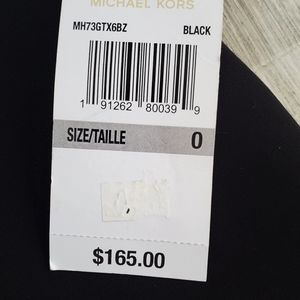 MICHAEL KORS
MH73GTX6BZ BLACK
1 91262 80039 9
SIZE/TAILLE 0
$165.00